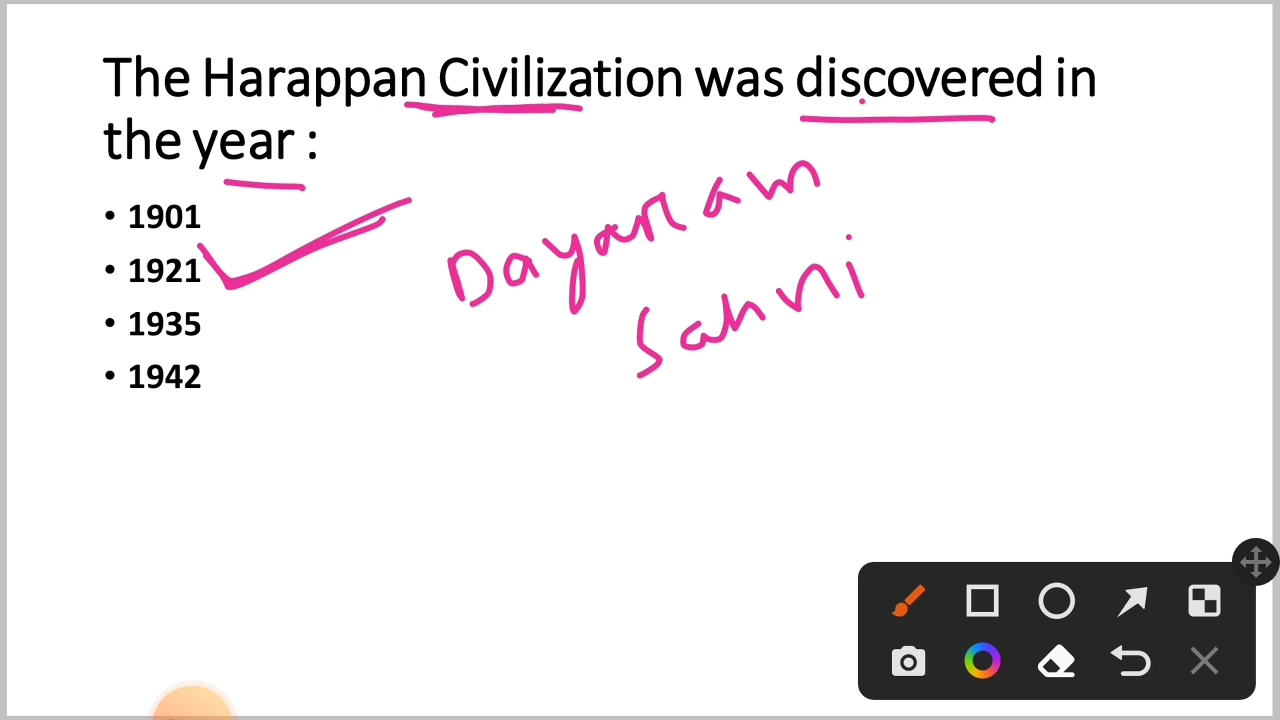 The Harappan Civilization was discovered in
the year :
• 1901
• 1921
• 1935
• 1942
Dayaram
Sahni